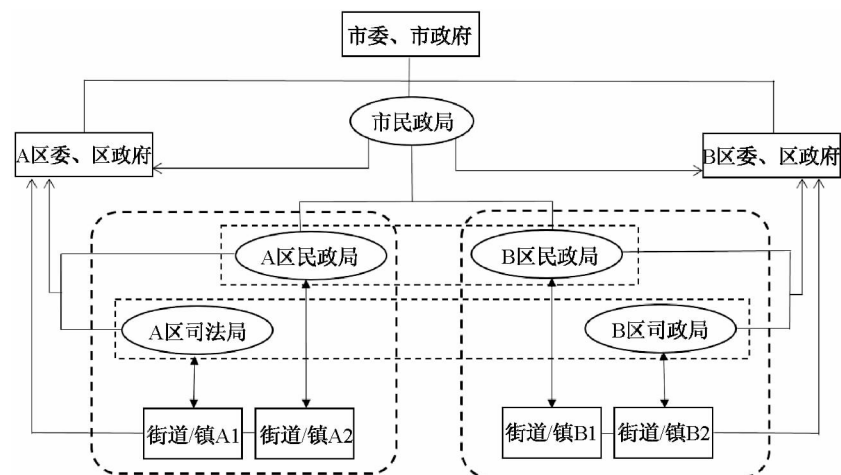 市委、市政府
市民政局
A区委、区政府
B区委、区政府
A区民政局
B区民政局
A区司法局
B区司政局
街道/镇A1
街道/镇A2
街道/镇B1
街道/镇B2